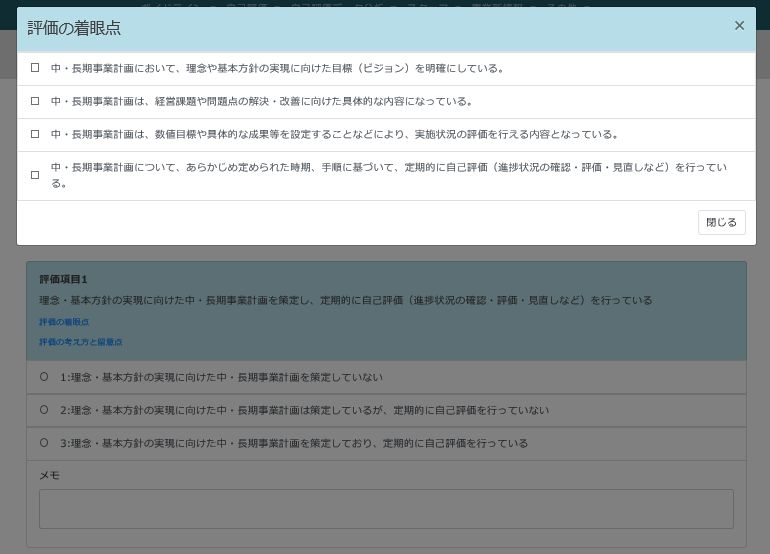 評価の着眼点
×
中・長期事業計画において、理念や基本方針の実現に向けた目標（ビジョン）を明確にしている。
中・長期事業計画は、経営課題や問題点の解決・改善に向けた具体的な内容になっている。
中・長期事業計画は、数値目標や具体的な成果等を設定することなどにより、実施状況の評価を行える内容となっている。
中・長期事業計画について、あらかじめ定められた時期、手順に基づいて、定期的に自己評価（進捗状況の確認・評価・見直しなど）を行ってい
る。
閉じる
評価項目1
理念・基本方針の実現に向けた中・長期事業計画を策定し、定期的に自己評価（進捗状況の確認・評価・見直しなど）を行っている
評価の着眼点
評価の考え方と留意点
1:理念・基本方針の実現に向けた中・長期事業計画を策定していない
2:理念・基本方針の実現に向けた中・長期事業計画は策定しているが、定期的に自己評価を行っていない
3:理念・基本方針の実現に向けた中・長期事業計画を策定しており、定期的に自己評価を行っている
メモ